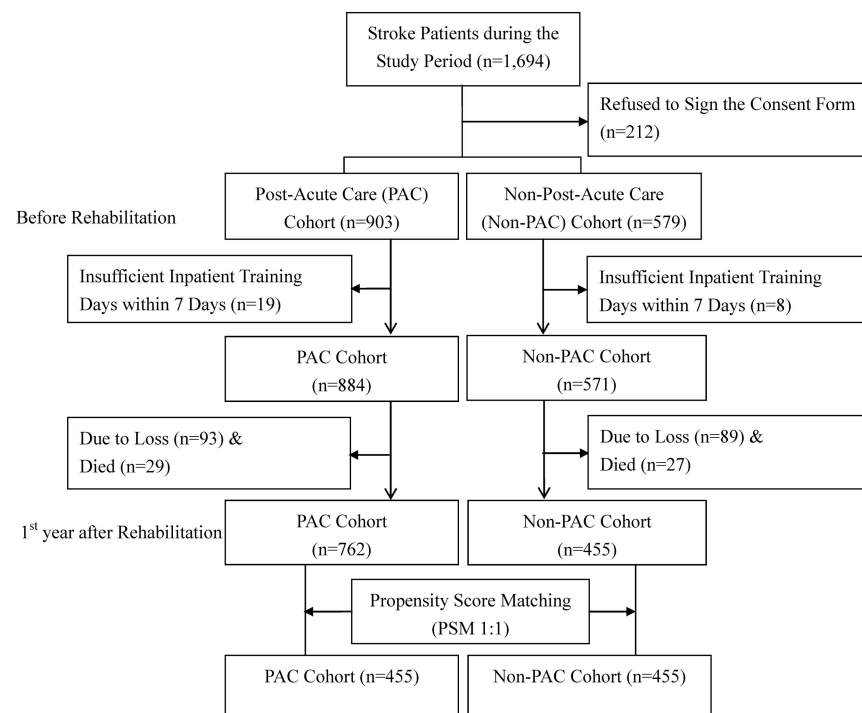 Stroke Patients during the
Study Period (n=1,694)
Refused to Sign the Consent Form
(n=212)
Post-Acute Care (PAC)
Cohort (n=903)
Non-Post-Acute Care
(Non-PAC) Cohort (n=579)
Before Rehabilitation
Insufficient Inpatient Training
Days within 7 Days (n=19)
Insufficient Inpatient Training
Days within 7 Days (n=8)
PAC Cohort
(n=884)
Non-PAC Cohort
(n=571)
Due to Loss (n=93) &
Died (n=29)
Due to Loss (n=89) &
Died (n=27)
1st year after Rehabilitation
PAC Cohort
(n=762)
Non-PAC Cohort
(n=455)
Propensity Score Matching
(PSM 1:1)
PAC Cohort (n=455)
Non-PAC Cohort (n=455)